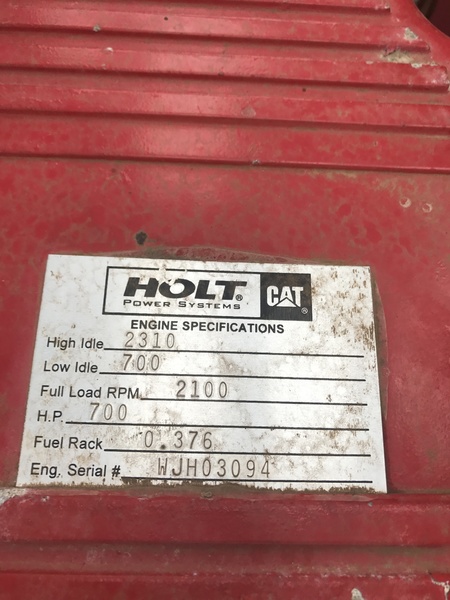 HOLT® CAT®
POWER SYSTEMS
ENGINE SPECIFICATIONS
High Idle 2310
Low Idle 700
Full Load RPM 2100
H.P. 700
Fuel Rack 0.376
Eng. Serial # WJH03094